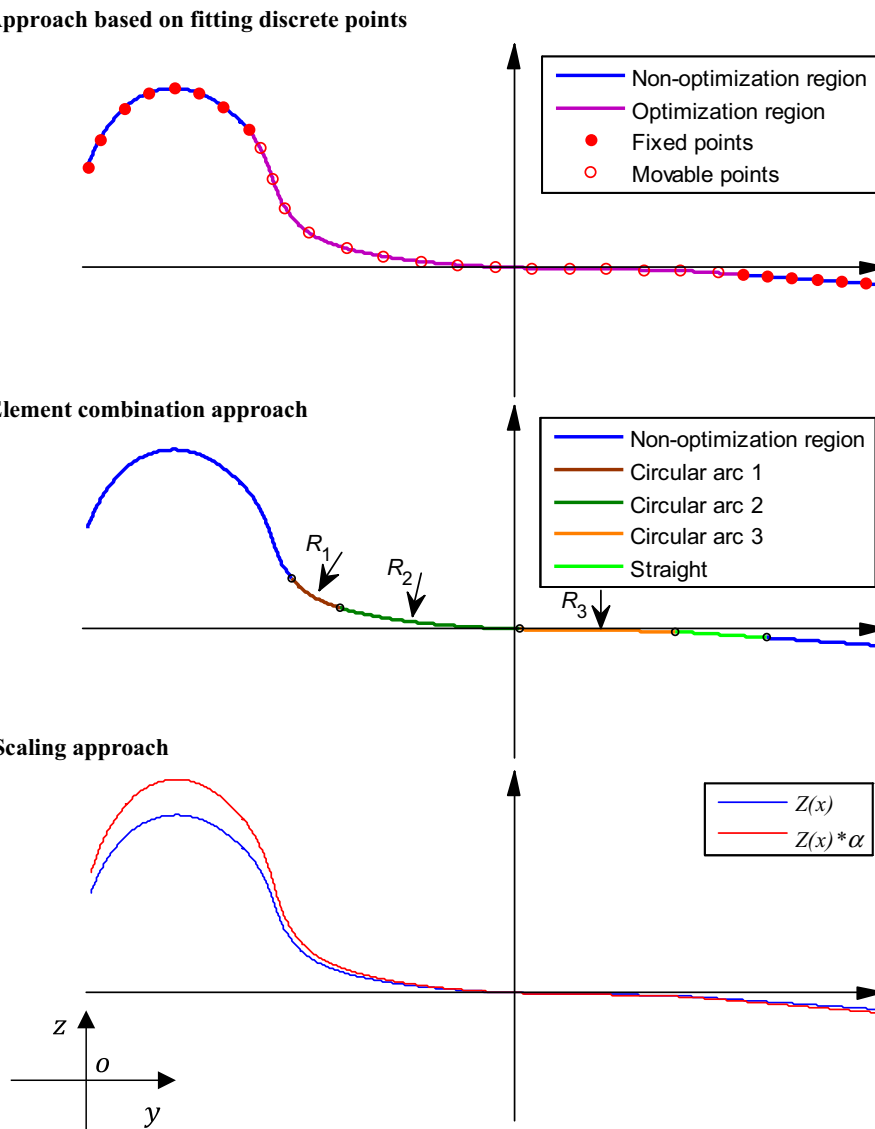 Approach based on fitting discrete points
Non-optimization region
Optimization region
Fixed points
Movable points
Element combination approach
Non-optimization region
Circular arc 1
Circular arc 2
Circular arc 3
Straight
R1
R2
R3
Scaling approach
Z(x)
Z(x)*α
z
o
y